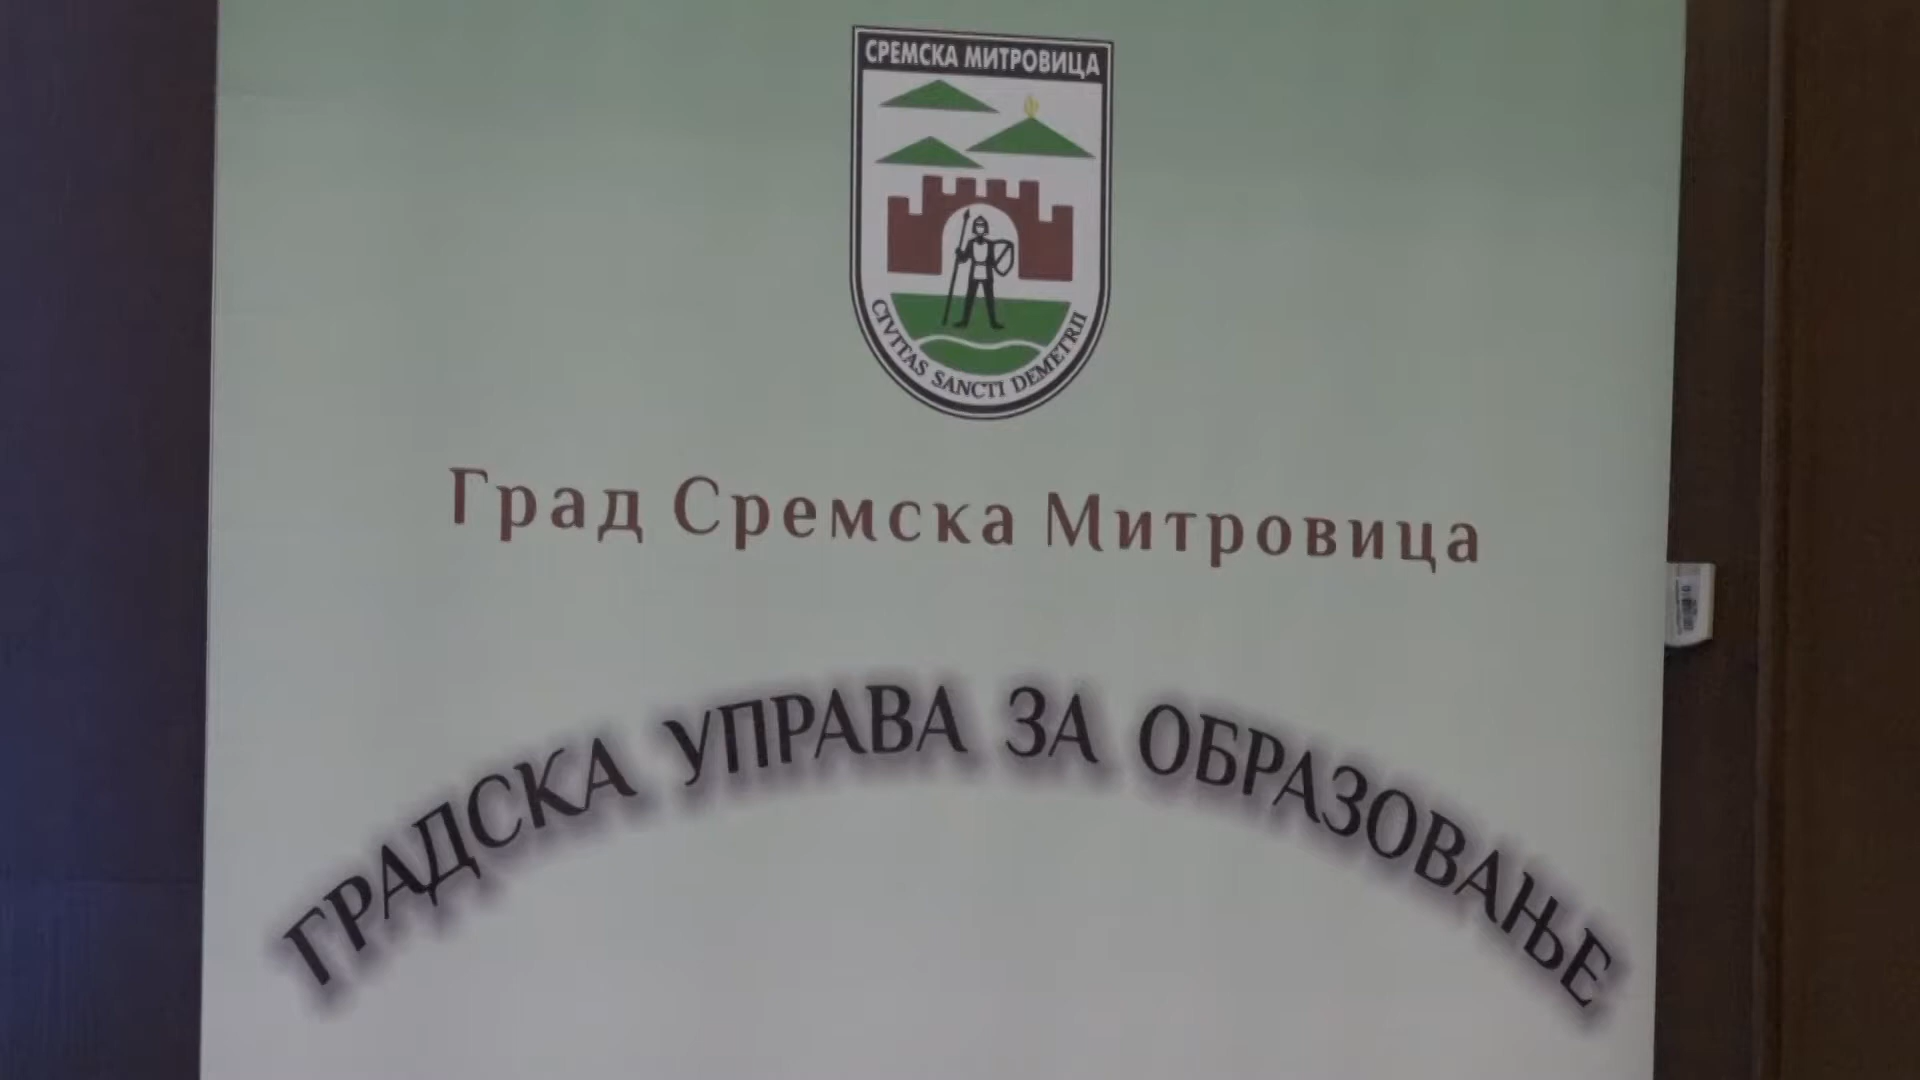 СРЕМСКА МИТРОВИЦА
CIVITAS SANCTI DEMETRII
Град Сремска Митровица
ГРАДСКА УПРАВА ЗА ОБРАЗОВАЊЕ